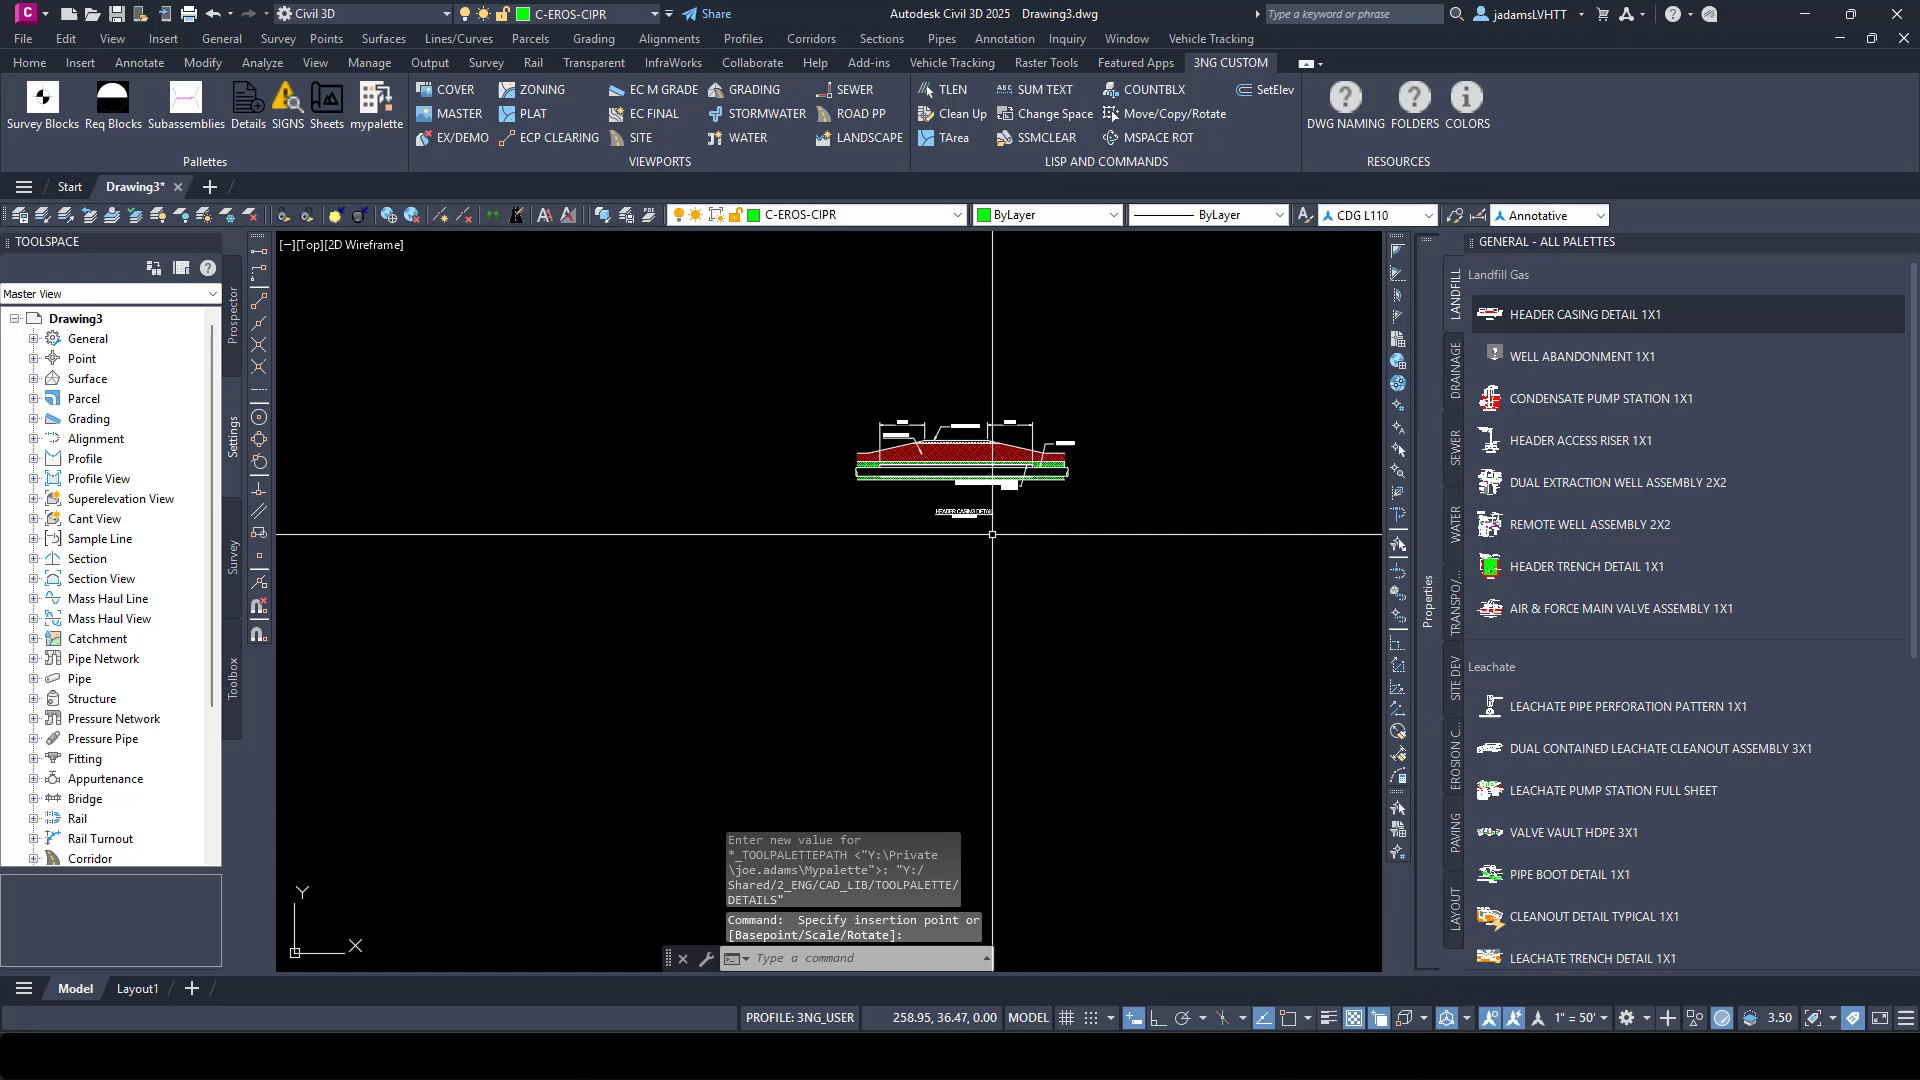 C
Civil 3D
C-EROS-CIPR
Share
Autodesk Civil 3D 2025 Drawing3.dwg
Type a keyword or phrase
jadamsLVHTT
File Edit View Insert General Survey Points Surfaces Lines/Curves Parcels Grading Alignments Profiles Corridors Sections Pipes Annotation Inquiry Window Vehicle Tracking
Home Insert Annotate Modify Analyze View Manage Output Survey Rail Transparent InfraWorks Collaborate Help Add-ins Vehicle Tracking Raster Tools Featured Apps 3NG CUSTOM
COVER ZONING EC M GRADE GRADING SEWER TLEN SUM TEXT COUNTBLX SetElev
MASTER PLAT EC FINAL STORMWATER ROAD PP Clean Up Change Space Move/Copy/Rotate
Survey Blocks Req Blocks Subassemblies Details SIGNS Sheets mypalette DWG NAMING FOLDERS COLORS
EX/DEMO ECP CLEARING SITE WATER LANDSCAPE TArea SSMCLEAR MSPACE ROT
Pallettes VIEWPORTS LISP AND COMMANDS RESOURCES
Start Drawing3*
C-EROS-CIPR ByLayer ByLayer CDG L110 Annotative
TOOLSPACE
Master View
Drawing3
General
Point
Surface
Parcel
Grading
Alignment
Profile
Profile View
Superelevation View
Cant View
Sample Line
Section
Section View
Mass Haul Line
Mass Haul View
Catchment
Pipe Network
Pipe
Structure
Pressure Network
Pressure Pipe
Fitting
Appurtenance
Bridge
Rail
Rail Turnout
Corridor
Prospector
Settings
Survey
Toolbox
[−][Top][2D Wireframe]
HEADER CASING DETAIL
Y
X
Enter new value for
*_TOOLPALETTEPATH <"Y:\Private
\joe.adams\Mypalette">: "Y:/
Shared/2_ENG/CAD_LIB/TOOLPALETTE/
DETAILS"
Command: Specify insertion point or
[Basepoint/Scale/Rotate]:
Type a command
Properties
GENERAL - ALL PALETTES
LANDFILL
DRAINAGE
SEWER
WATER
TRANSPO/...
SITE DEV
EROSION C...
PAVING
LAYOUT
Landfill Gas
HEADER CASING DETAIL 1X1
WELL ABANDONMENT 1X1
CONDENSATE PUMP STATION 1X1
HEADER ACCESS RISER 1X1
DUAL EXTRACTION WELL ASSEMBLY 2X2
REMOTE WELL ASSEMBLY 2X2
HEADER TRENCH DETAIL 1X1
AIR & FORCE MAIN VALVE ASSEMBLY 1X1
Leachate
LEACHATE PIPE PERFORATION PATTERN 1X1
DUAL CONTAINED LEACHATE CLEANOUT ASSEMBLY 3X1
LEACHATE PUMP STATION FULL SHEET
VALVE VAULT HDPE 3X1
PIPE BOOT DETAIL 1X1
CLEANOUT DETAIL TYPICAL 1X1
LEACHATE TRENCH DETAIL 1X1
Model Layout1
PROFILE: 3NG_USER 258.95, 36.47, 0.00 MODEL 1" = 50' 3.50